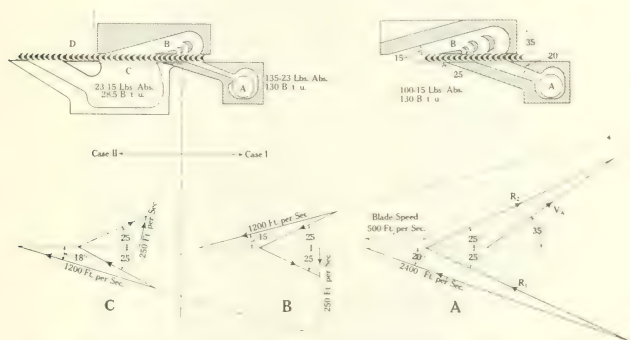 D
B
C
A
23-15 Lbs. Abs.
28.5 B t u.
135-23 Lbs. Abs.
130 B t u.
Case II
Case I
B
35
15
20
25
A
100-15 Lbs. Abs.
130 B t u.
25
25
18
250 Ft. per Sec.
1200 Ft. per Sec.
C
1200 Ft. per Sec.
15
25
25
250 Ft. per Sec.
B
Blade Speed
500 Ft. per Sec.
R₂
25
35
20
25
2400 Ft. per Sec.
R₁
A